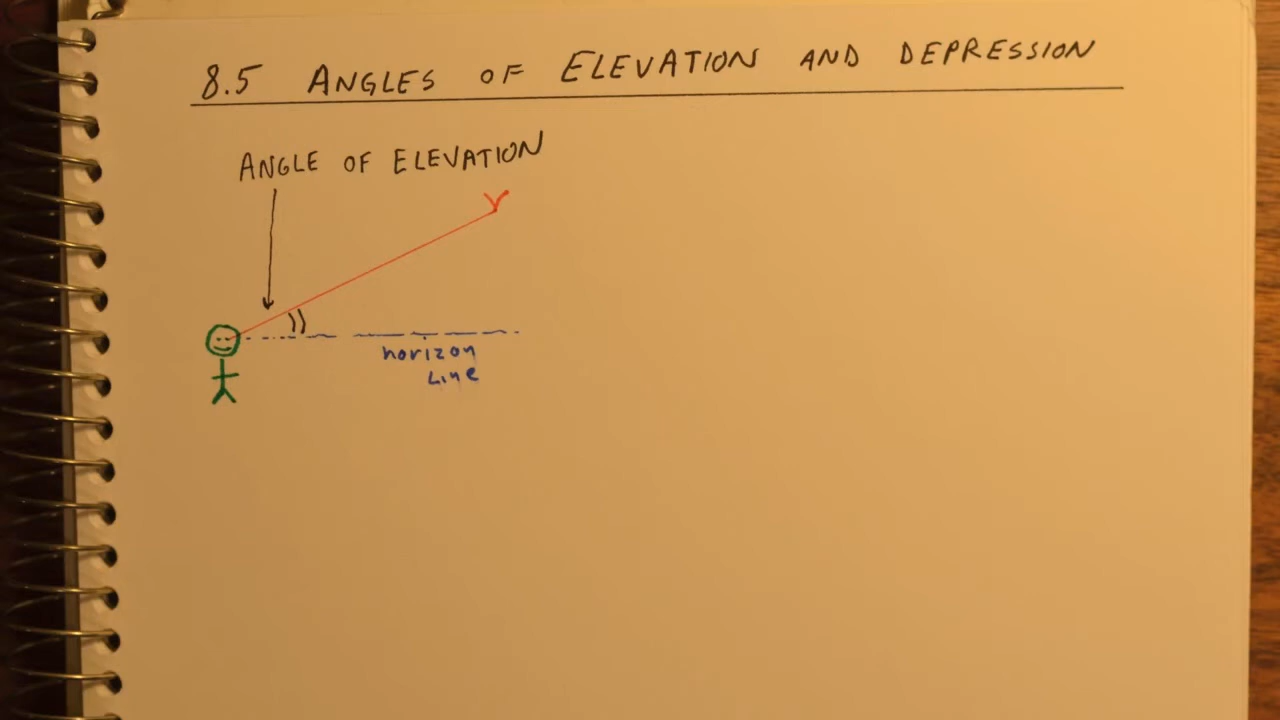 8.5 ANGLES OF ELEVATION AND DEPRESSION
ANGLE OF ELEVATION
horizon
Line